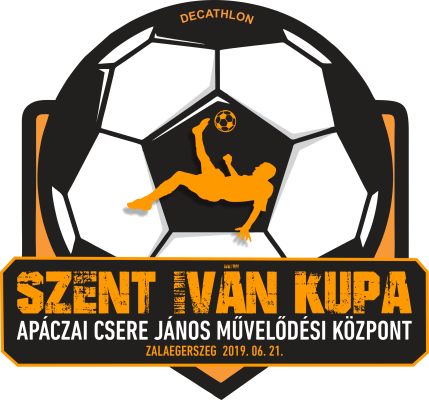 DECATHLON
SZENT IVÁN KUPA
APÁCZAI CSERE JÁNOS MŰVELŐDÉSI KÖZPONT
ZALAEGERSZEG 2019. 06. 21.